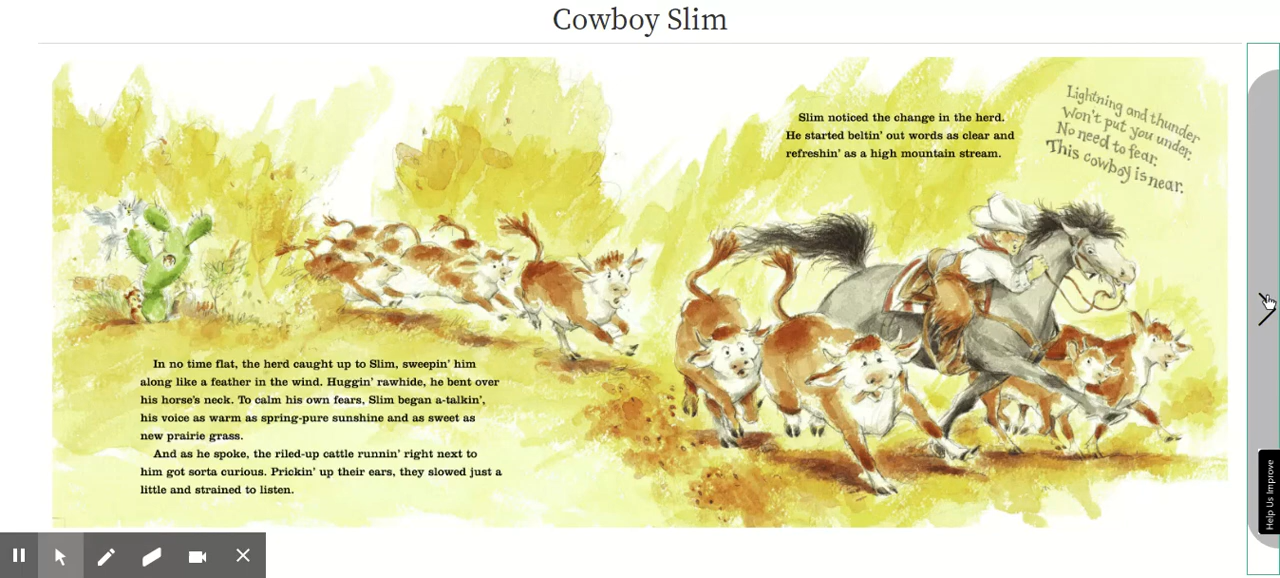 Cowboy Slim
In no time flat, the herd caught up to Slim, sweepin' him
along like a feather in the wind. Huggin' rawhide, he bent over
his horse's neck. To calm his own fears, Slim began a-talkin',
his voice as warm as spring-pure sunshine and as sweet as
new prairie grass.
And as he spoke, the riled-up cattle runnin' right next to
him got sorta curious. Prickin' up their ears, they slowed just a
little and strained to listen.
Slim noticed the change in the herd.
He started beltin' out words as clear and
refreshin' as a high mountain stream.
Lightning and thunder
Won't put you under.
No need to fear.
This cowboy is near.
Help Us Improve